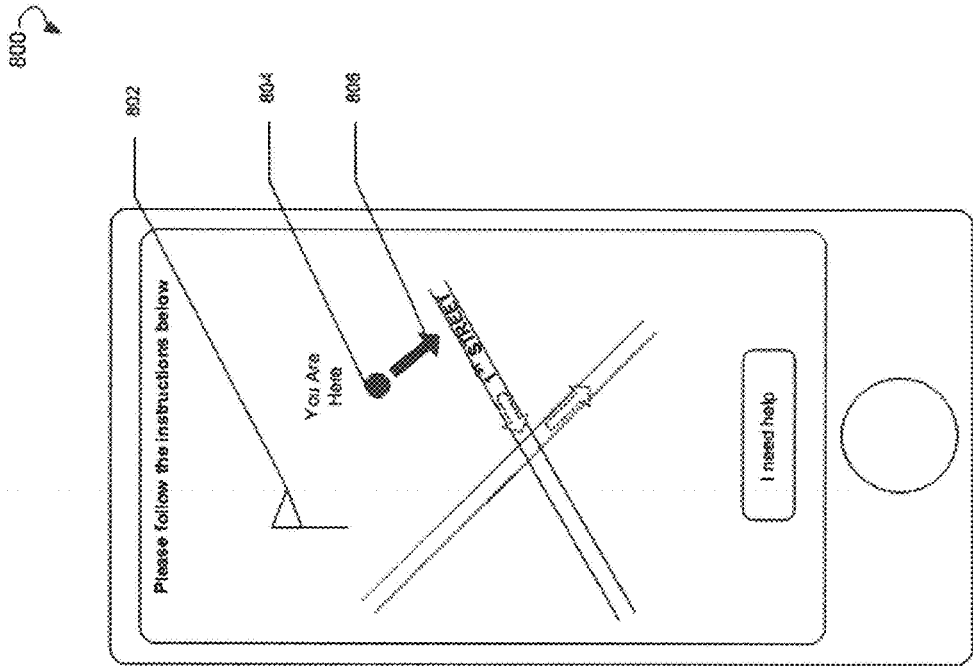 800
802
Please follow the instructions below
804
You Are
Here
806
1st STREET
I need help